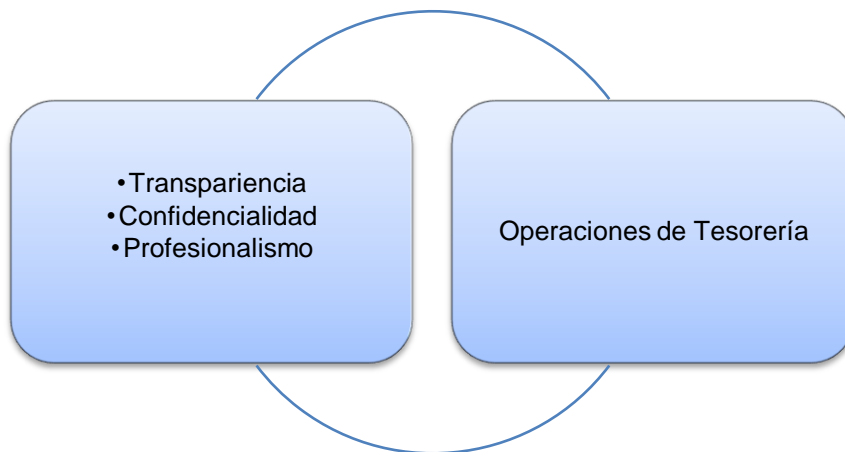 •Transpariencia
•Confidencialidad
•Profesionalismo
Operaciones de Tesorería